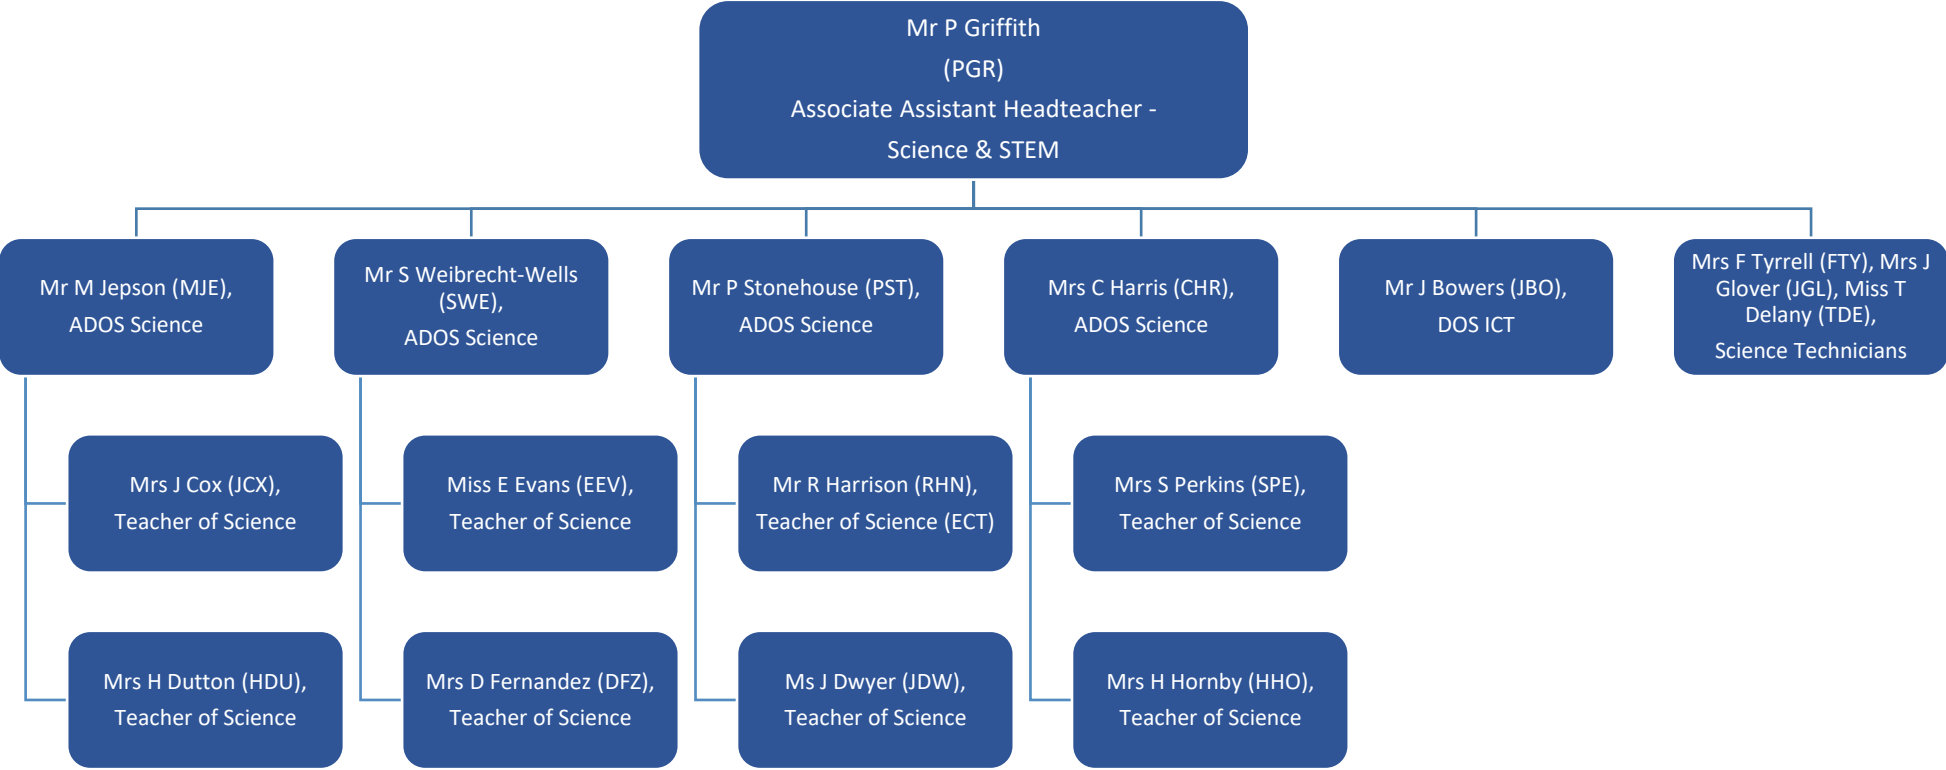 Mr P Griffith
(PGR)
Associate Assistant Headteacher -
Science & STEM
Mr M Jepson (MJE),
ADOS Science
Mr S Weibrecht-Wells
(SWE),
ADOS Science
Mr P Stonehouse (PST),
ADOS Science
Mrs C Harris (CHR),
ADOS Science
Mr J Bowers (JBO),
DOS ICT
Mrs F Tyrrell (FTY), Mrs J
Glover (JGL), Miss T
Delany (TDE),
Science Technicians
Mrs J Cox (JCX),
Teacher of Science
Miss E Evans (EEV),
Teacher of Science
Mr R Harrison (RHN),
Teacher of Science (ECT)
Mrs S Perkins (SPE),
Teacher of Science
Mrs H Dutton (HDU),
Teacher of Science
Mrs D Fernandez (DFZ),
Teacher of Science
Ms J Dwyer (JDW),
Teacher of Science
Mrs H Hornby (HHO),
Teacher of Science